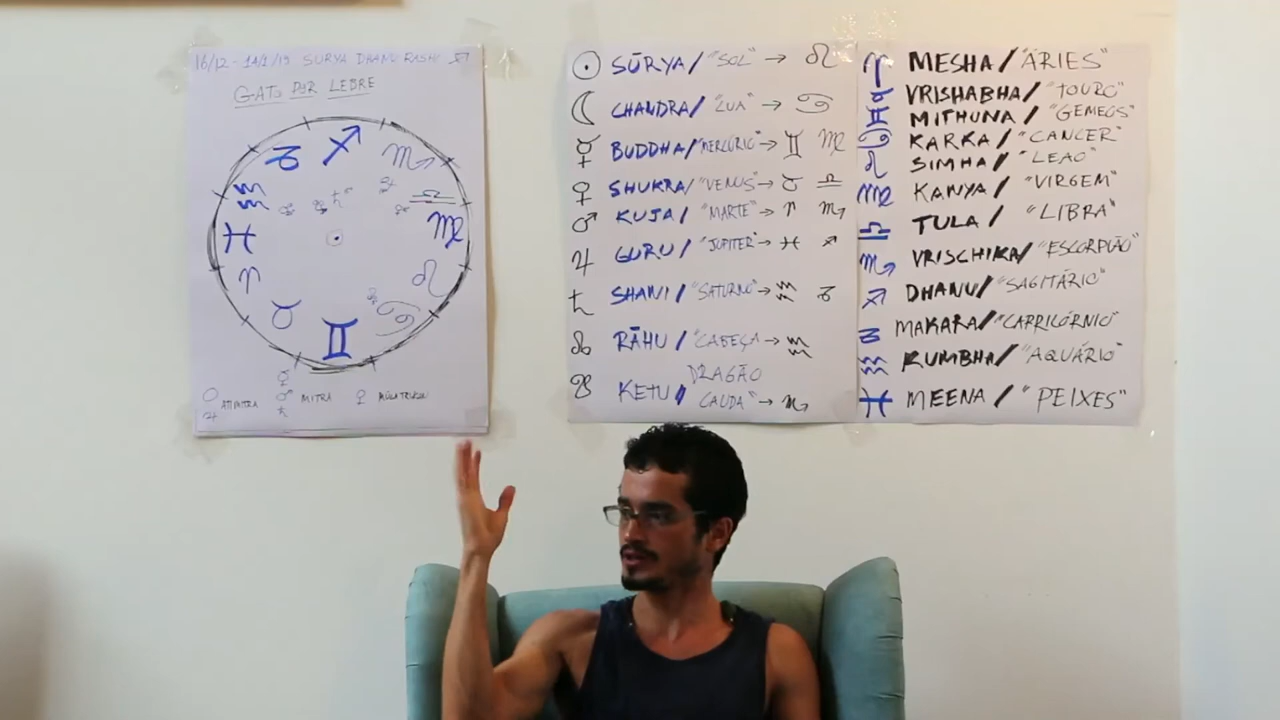 16/12 - 14/1/19 SURYA DHANU RASHI ♐
GATO POR LEBRE
♑ ♐ ♏
♒ ♎
♓ ☉ ♍
♈ ♌
♉ ♋
♊
☿
♂ MITRA
♄
♀
♃
☉ SŪRYA / "SOL" → ♌
☾ CHANDRA / "LUA" → ♋
☿ BUDDHA / "MERCÚRIO" → ♊ ♍
♀ SHUKRA / "VENUS" → ♉ ♎
♂ KUJA / "MARTE" → ♈ ♏
♃ GURU / "JUPITER" → ♓ ♐
♄ SHANI / "SATURNO" → ♒ ♑
☊ RĀHU / "CABEÇA → ♒
DRAGÃO
☋ KETU / CAUDA" → ♏
♈ MESHA / "ÁRIES"
♉ VRISHABHA / "TOURO"
♊ MITHUNA / "GEMEOS"
♋ KARKA / "CANCER"
♌ SIMHA / "LEAO"
♍ KANYA / "VIRGEM"
♎ TULA / "LIBRA"
♏ VRISCHIKA / "ESCORPIÃO"
♐ DHANU / "SAGITÁRIO"
♑ MAKARA / "CAPRICÓRNIO"
♒ KUMBHA / "AQUÁRIO"
♓ MEENA / "PEIXES"